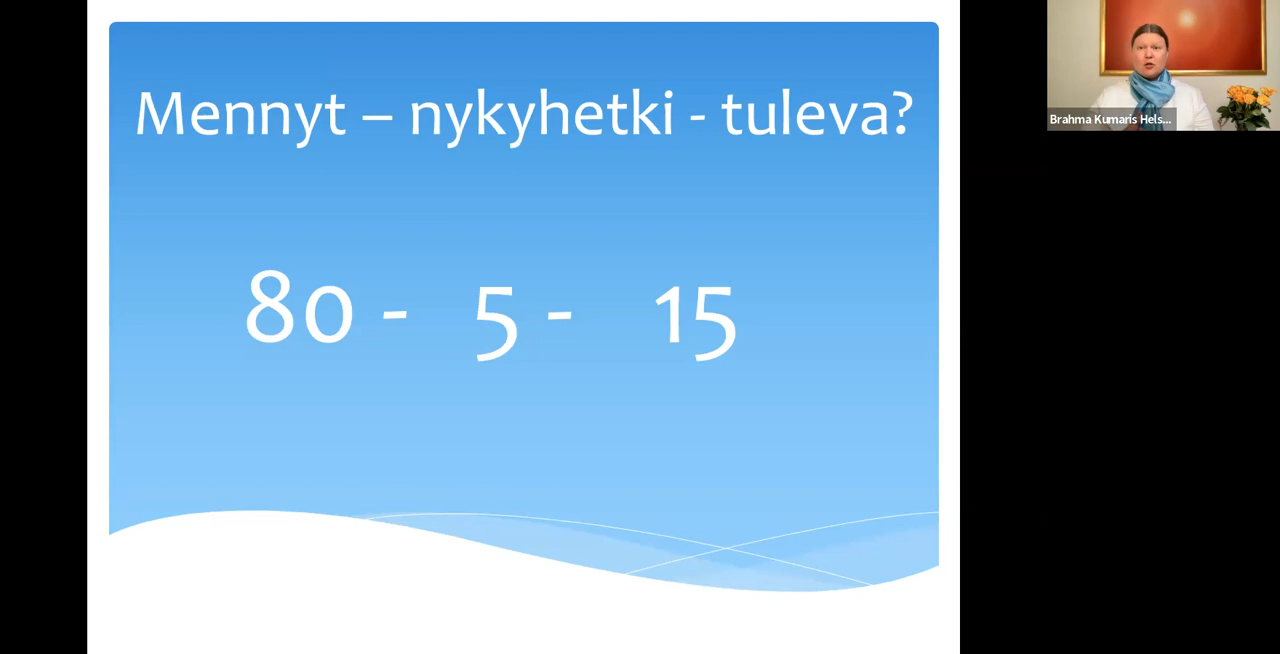 Mennyt – nykyhetki - tuleva?
80 - 5 - 15
Brahma Kumaris Hels...